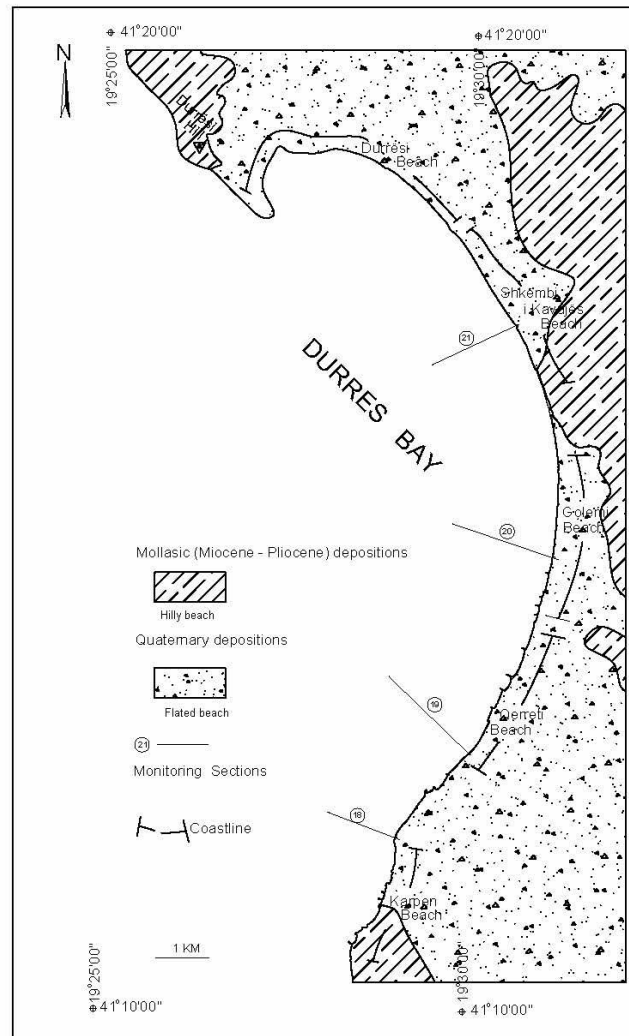 41°20'00"
41°20'00"
19°25'00"
19°30'00"
N
Durresi
Hill
Durresi
Beach
Shkembi
i Kavajes
Beach
21
DURRES BAY
Golemi
Beach
20
Mollasic (Miocene - Pliocene) depositions
Hilly beach
Quaternary depositions
Flated beach
19
Qerreti
Beach
21
Monitoring Sections
18
Coastline
Karpen
Beach
1 KM
19°25'00"
19°30'00"
41°10'00"
41°10'00"